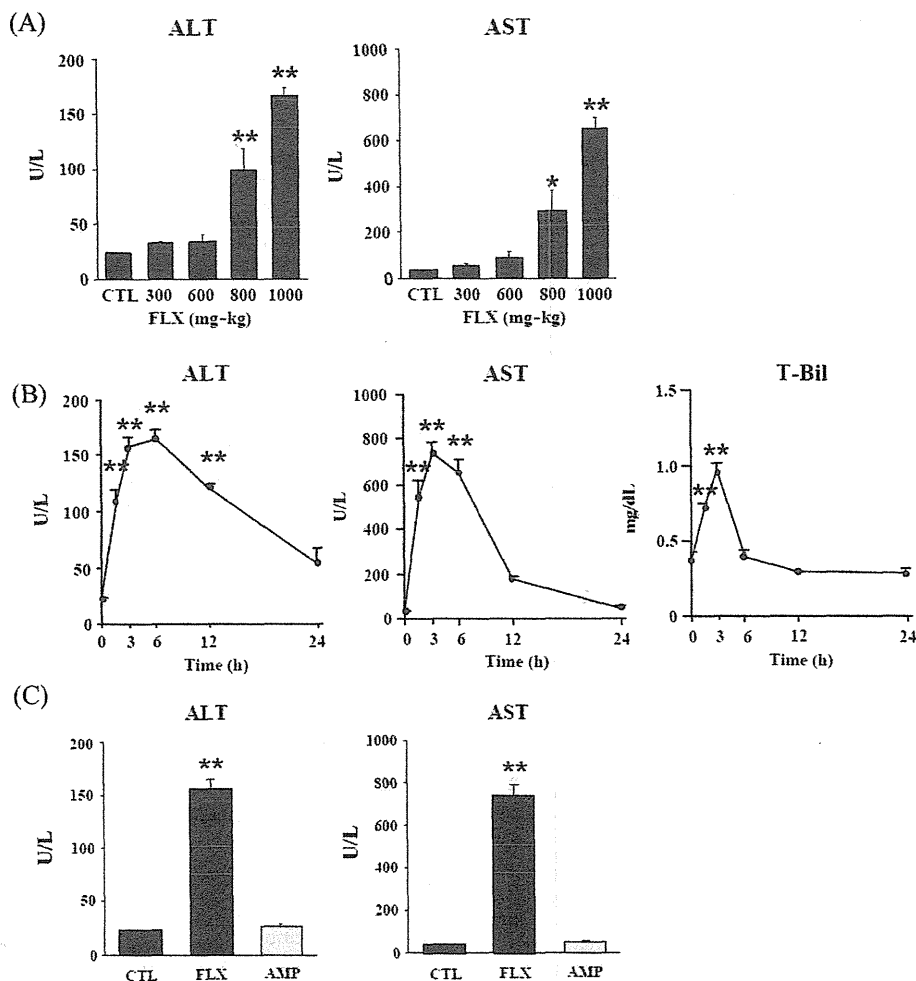 (A)
ALT
AST
200
150
100
50
0
U/L
** **
CTL 300 600 800 1000
FLX (mg-kg)
1000
800
600
400
200
0
U/L
* **
CTL 300 600 800 1000
FLX (mg-kg)
(B)
ALT
AST
T-Bil
200
150
100
50
0
U/L
** ** ** **
0 3 6 12 24
Time (h)
1000
800
600
400
200
0
U/L
** ** **
0 3 6 12 24
Time (h)
1.5
1.0
0.5
0
mg/dL
** **
0 3 6 12 24
Time (h)
(C)
ALT
AST
200
150
100
50
0
U/L
**
CTL FLX AMP
1000
800
600
400
200
0
U/L
**
CTL FLX AMP